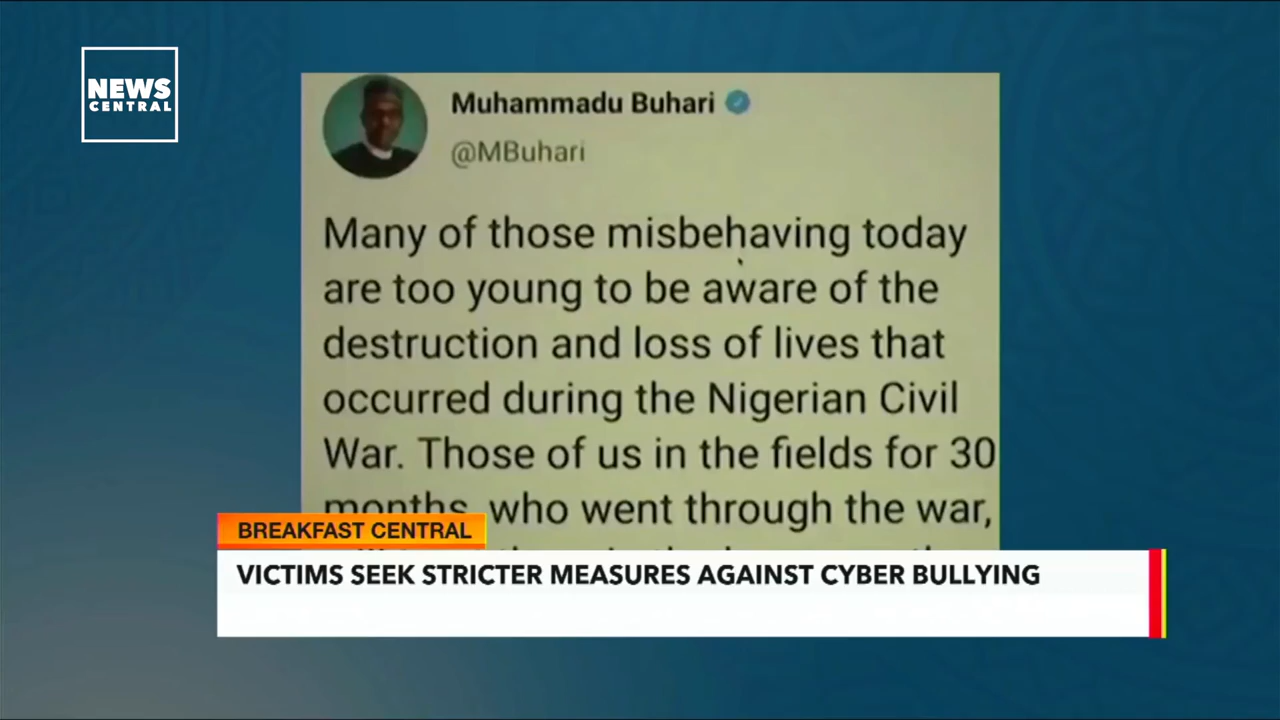 NEWS
CENTRAL
Muhammadu Buhari
@MBuhari
Many of those misbehaving today
are too young to be aware of the
destruction and loss of lives that
occurred during the Nigerian Civil
War. Those of us in the fields for 30
months, who went through the war,
BREAKFAST CENTRAL
VICTIMS SEEK STRICTER MEASURES AGAINST CYBER BULLYING